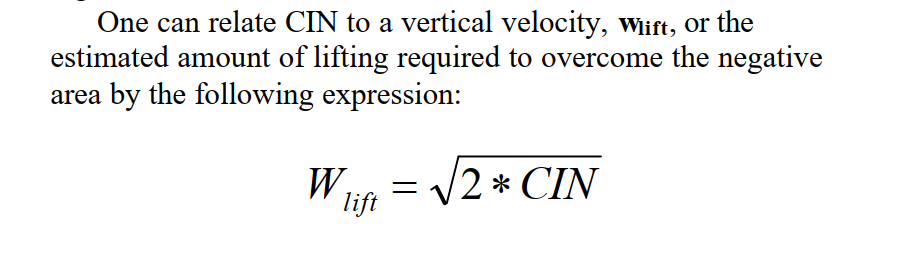 One can relate CIN to a vertical velocity, wlift, or the
estimated amount of lifting required to overcome the negative
area by the following expression:
W lift = √2 * CIN